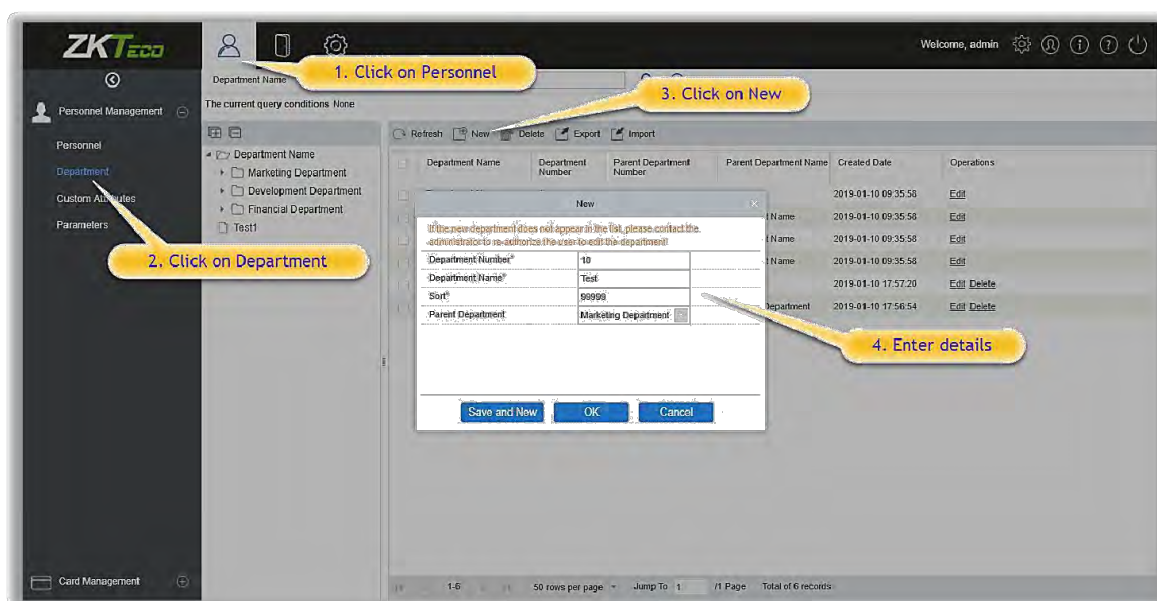 ZKTeco
Welcome, admin
1. Click on Personnel
Department Name
3. Click on New
The current query conditions None
Personnel Management
Personnel
Department
Custom Attributes
Parameters
2. Click on Department
Department Name
Marketing Department
Development Department
Financial Department
Test1
Refresh New Delete Export Import
Department Name Department Number Parent Department Number Parent Department Name Created Date Operations
2019-01-10 09:35:58 Edit
Name 2019-01-10 09:35:58 Edit
Name 2019-01-10 09:35:58 Edit
Name 2019-01-10 09:35:58 Edit
2019-01-10 17:57:20 Edit Delete
Department 2019-01-10 17:56:54 Edit Delete
New
If the new department does not appear in the list, please contact the
administrator to re-authorize the user to edit the department!
Department Number* 10
Department Name* Test
Sort* 99999
Parent Department Marketing Department
4. Enter details
Save and New OK Cancel
Card Management
1-6 50 rows per page Jump To 1 /1 Page Total of 6 records